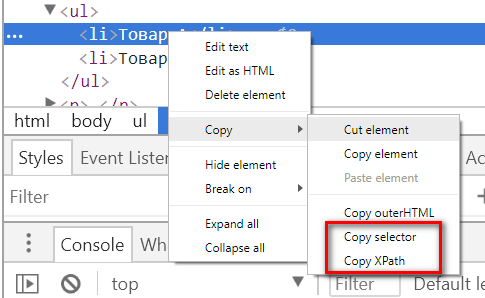 <ul>
<li>Товар
<li>Товар
</ul>
html body ul
Styles Event Listen
Filter
Console Wh
top
Filter Default le
Edit text
Edit as HTML
Delete element
Copy
Hide element
Break on
Expand all
Collapse all
Cut element
Copy element
Paste element
Copy outerHTML
Copy selector
Copy XPath